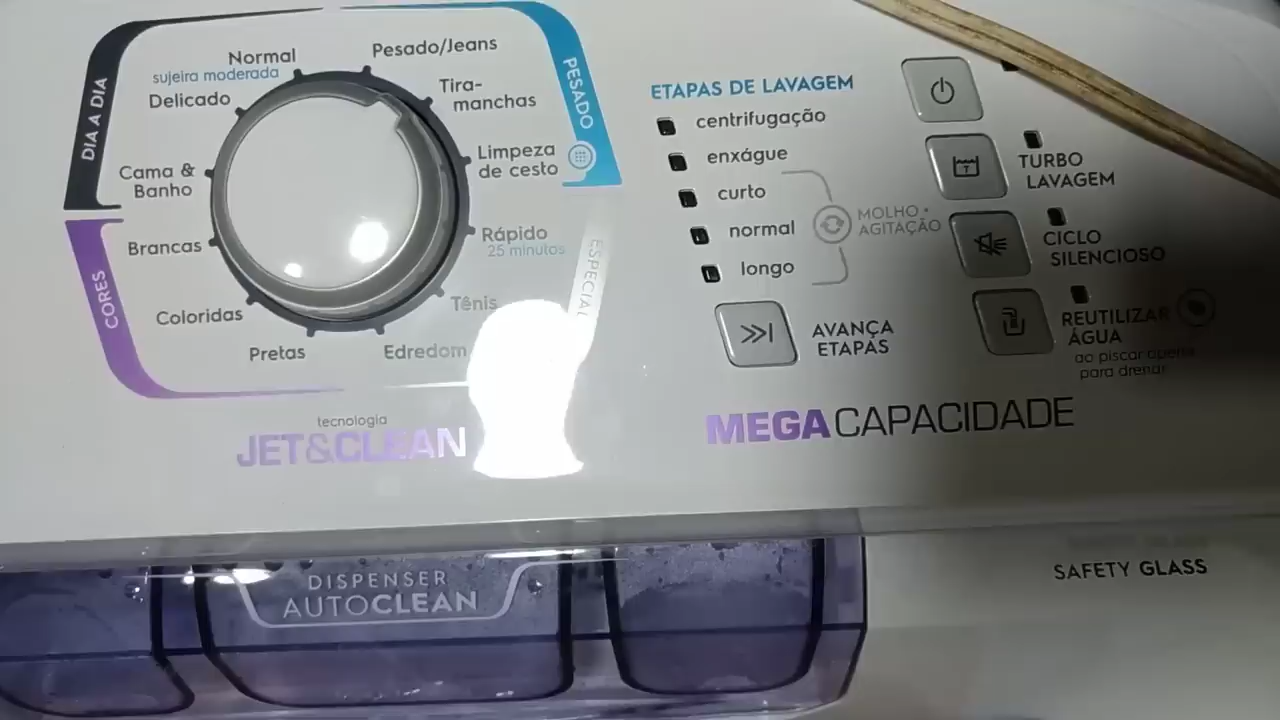 DIA A DIA
Normal
sujeira moderada
Delicado
Cama &
Banho
CORES
Brancas
Coloridas
Pretas
Pesado/Jeans
Tira-
manchas
Limpeza
de cesto
PESADO
Rápido
25 minutos
Tênis
Edredom
ESPECIAL
tecnologia
JET&CLEAN
ETAPAS DE LAVAGEM
centrifugação
enxágue
curto
normal
longo
MOLHO •
AGITAÇÃO
AVANÇA
ETAPAS
TURBO
LAVAGEM
CICLO
SILENCIOSO
REUTILIZAR
ÁGUA
ao piscar aperte
para drenar
MEGACAPACIDADE
DISPENSER
AUTOCLEAN
SAFETY GLASS